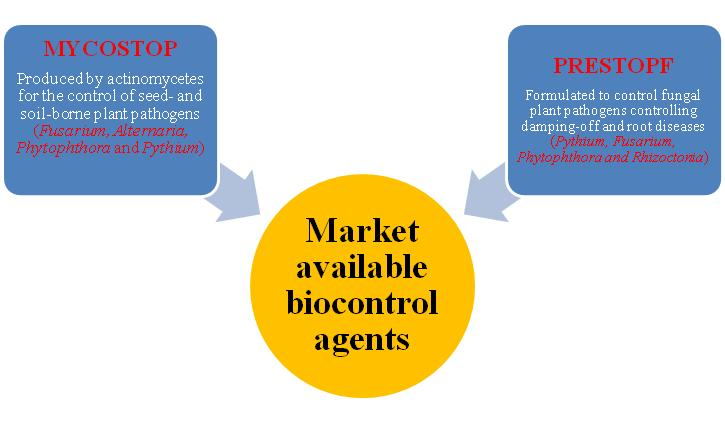 MYCOSTOP
Produced by actinomycetes
for the control of seed- and
soil-borne plant pathogens
(Fusarium, Alternaria,
Phytophthora and Pythium)
PRESTOPF
Formulated to control fungal
plant pathogens controlling
damping-off and root diseases
(Pythium, Fusarium,
Phytophthora and Rhizoctonia)
Market
available
biocontrol
agents